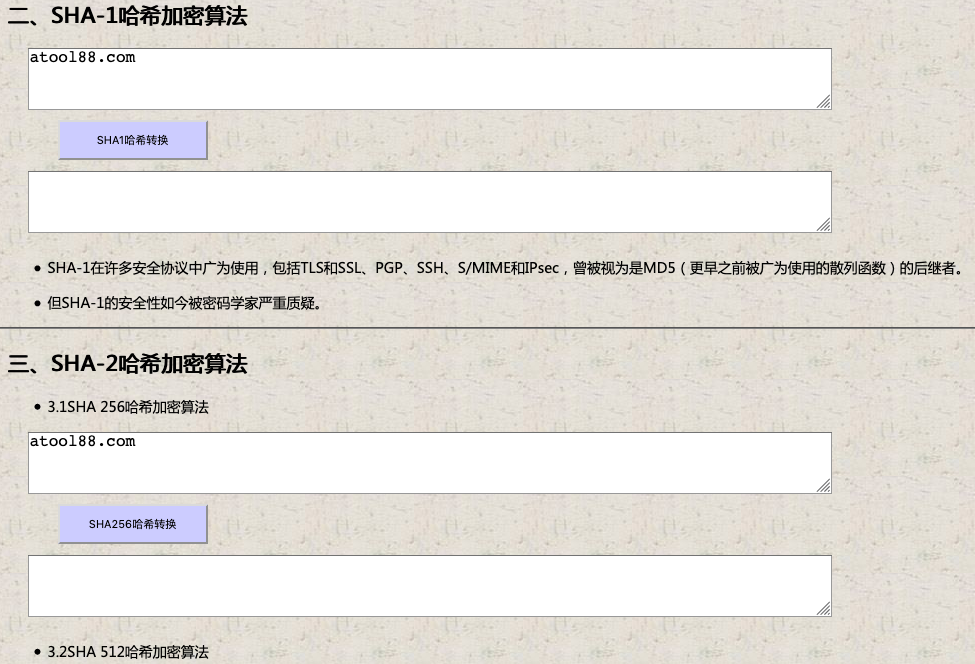 二、SHA-1哈希加密算法
atool88.com
SHA1哈希转换
SHA-1在许多安全协议中广为使用，包括TLS和SSL、PGP、SSH、S/MIME和IPsec，曾被视为是MD5（更早之前被广为使用的散列函数）的后继者。
但SHA-1的安全性如今被密码学家严重质疑。
三、SHA-2哈希加密算法
3.1SHA 256哈希加密算法
atool88.com
SHA256哈希转换
3.2SHA 512哈希加密算法